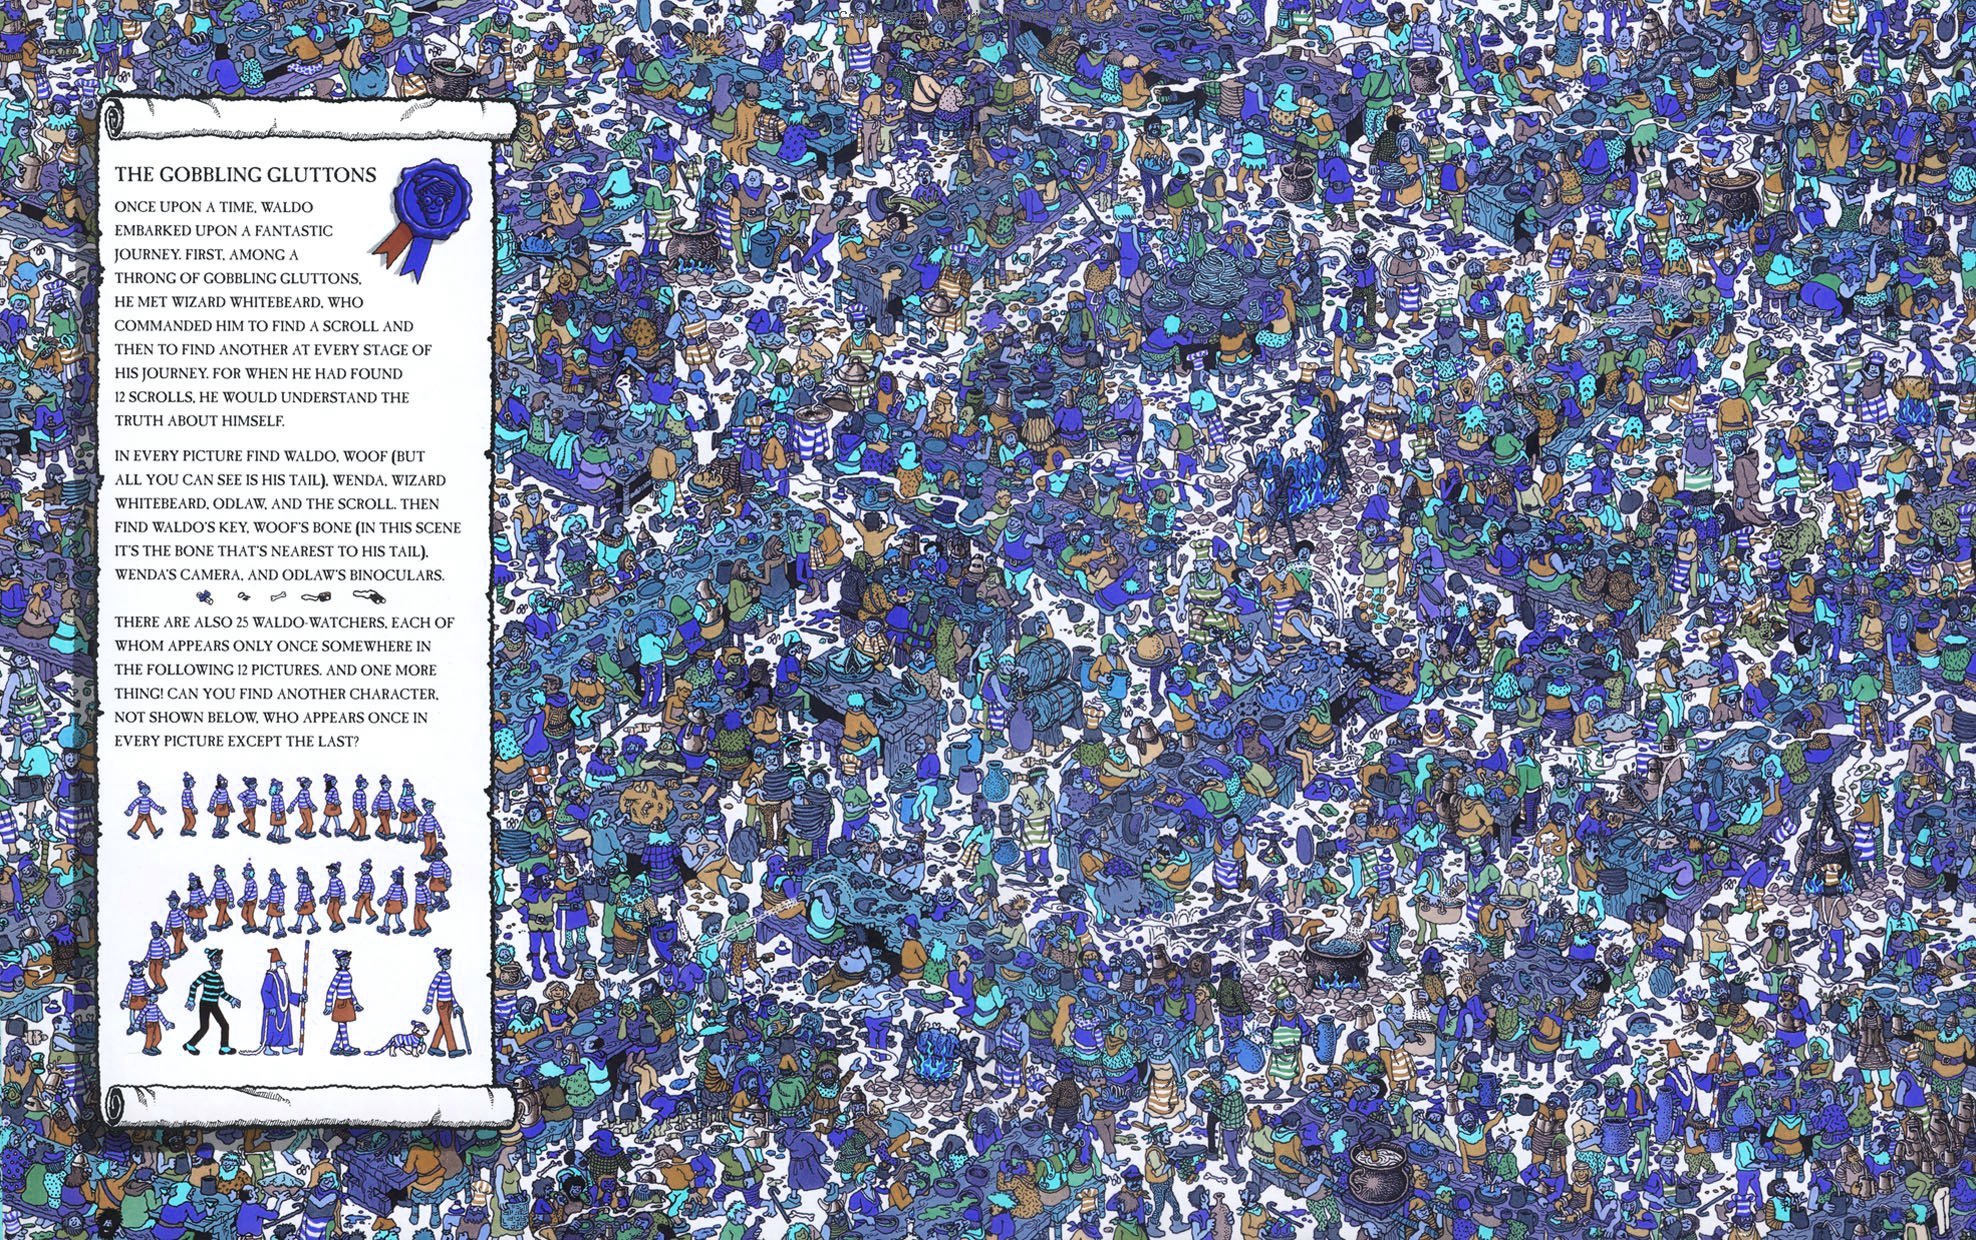 THE GOBBLING GLUTTONS
ONCE UPON A TIME, WALDO
EMBARKED UPON A FANTASTIC
JOURNEY. FIRST, AMONG A
THRONG OF GOBBLING GLUTTONS,
HE MET WIZARD WHITEBEARD, WHO
COMMANDED HIM TO FIND A SCROLL AND
THEN TO FIND ANOTHER AT EVERY STAGE OF
HIS JOURNEY. FOR WHEN HE HAD FOUND
12 SCROLLS, HE WOULD UNDERSTAND THE
TRUTH ABOUT HIMSELF.
IN EVERY PICTURE FIND WALDO, WOOF (BUT
ALL YOU CAN SEE IS HIS TAIL), WENDA, WIZARD
WHITEBEARD, ODLAW, AND THE SCROLL. THEN
FIND WALDO'S KEY, WOOF'S BONE (IN THIS SCENE
IT'S THE BONE THAT'S NEAREST TO HIS TAIL),
WENDA'S CAMERA, AND ODLAW'S BINOCULARS.
THERE ARE ALSO 25 WALDO-WATCHERS, EACH OF
WHOM APPEARS ONLY ONCE SOMEWHERE IN
THE FOLLOWING 12 PICTURES. AND ONE MORE
THING! CAN YOU FIND ANOTHER CHARACTER,
NOT SHOWN BELOW, WHO APPEARS ONCE IN
EVERY PICTURE EXCEPT THE LAST?